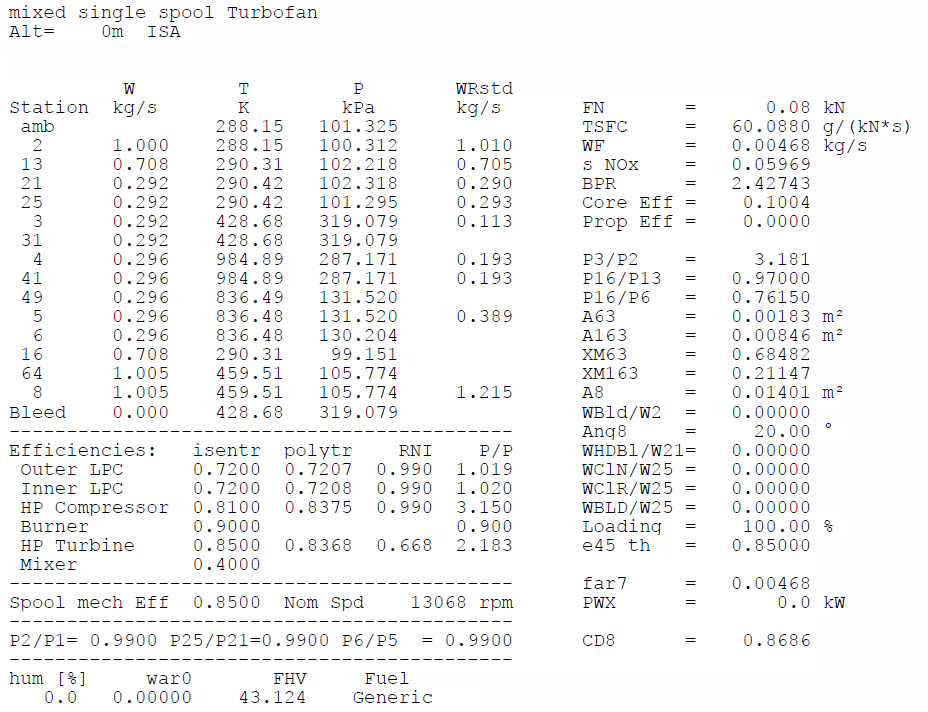 mixed single spool Turbofan
Alt=    0m  ISA
            W         T         P        WRstd
Station  kg/s        K        kPa       kg/s      FN       =      0.08 kN
 amb              288.15   101.325                TSFC     =   60.0880 g/(kN*s)
  2      1.000    288.15   100.312     1.010      WF       =   0.00468 kg/s
 13      0.708    290.31   102.218     0.705      s NOx    =   0.05969
 21      0.292    290.42   102.318     0.290      BPR      =   2.42743
 25      0.292    290.42   101.295     0.293      Core Eff =    0.1004
  3      0.292    428.68   319.079     0.113      Prop Eff =    0.0000
 31      0.292    428.68   319.079
  4      0.296    984.89   287.171     0.193      P3/P2    =     3.181
 41      0.296    984.89   287.171     0.193      P16/P13  =   0.97000
 49      0.296    836.49   131.520                P16/P6   =   0.76150
  5      0.296    836.48   131.520     0.389      A63      =   0.00183 m²
  6      0.296    836.48   130.204                A163     =   0.00846 m²
 16      0.708    290.31    99.151                XM63     =   0.68482
 64      1.005    459.51   105.774                XM163    =   0.21147
  8      1.005    459.51   105.774     1.215      A8       =   0.01401 m²
Bleed    0.000    428.68   319.079                WBld/W2  =   0.00000
--------------------------------------------      Ang8     =     20.00 °
Efficiencies:   isentr  polytr    RNI    P/P      WHDBl/W21=   0.00000
 Outer LPC      0.7200  0.7207  0.990  1.019      WClN/W25 =   0.00000
 Inner LPC      0.7200  0.7208  0.990  1.020      WClR/W25 =   0.00000
 HP Compressor  0.8100  0.8375  0.990  3.150      WBLD/W25 =   0.00000
 Burner         0.9000                 0.900      Loading  =    100.00 %
 HP Turbine     0.8500  0.8368  0.668  2.183      e45 th   =   0.85000
 Mixer          0.4000
--------------------------------------------      far7     =   0.00468
Spool mech Eff  0.8500  Nom Spd    13068 rpm      PWX      =       0.0 kW
--------------------------------------------
P2/P1= 0.9900 P25/P21=0.9900 P6/P5  = 0.9900      CD8      =    0.8686
--------------------------------------------
hum [%]     war0       FHV     Fuel
   0.0   0.00000    43.124    Generic